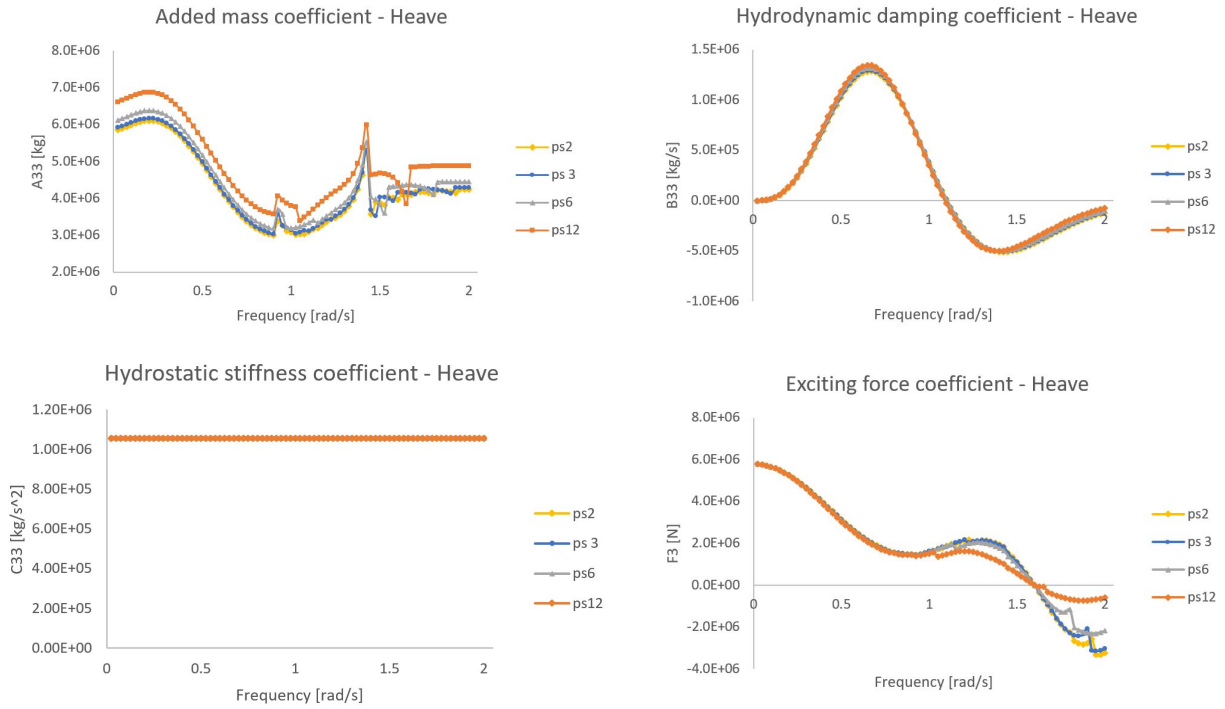 Added mass coefficient - Heave
8.0E+06
7.0E+06
6.0E+06
5.0E+06
4.0E+06
3.0E+06
2.0E+06
A33 [kg]
0 0.5 1 1.5 2
Frequency [rad/s]
ps2
ps 3
ps6
ps12
Hydrodynamic damping coefficient - Heave
1.5E+06
1.0E+06
5.0E+05
0.0E+00
-5.0E+05
-1.0E+06
B33 [kg/s]
0 0.5 1 1.5 2
Frequency [rad/s]
ps2
ps 3
ps6
ps12
Hydrostatic stiffness coefficient - Heave
1.20E+06
1.00E+06
8.00E+05
6.00E+05
4.00E+05
2.00E+05
0.00E+00
C33 [kg/s^2]
0 0.5 1 1.5 2
Frequency [rad/s]
ps2
ps 3
ps6
ps12
Exciting force coefficient - Heave
8.0E+06
6.0E+06
4.0E+06
2.0E+06
0.0E+00
-2.0E+06
-4.0E+06
F3 [N]
0 0.5 1 1.5 2
Frequency [rad/s]
ps2
ps 3
ps6
ps12